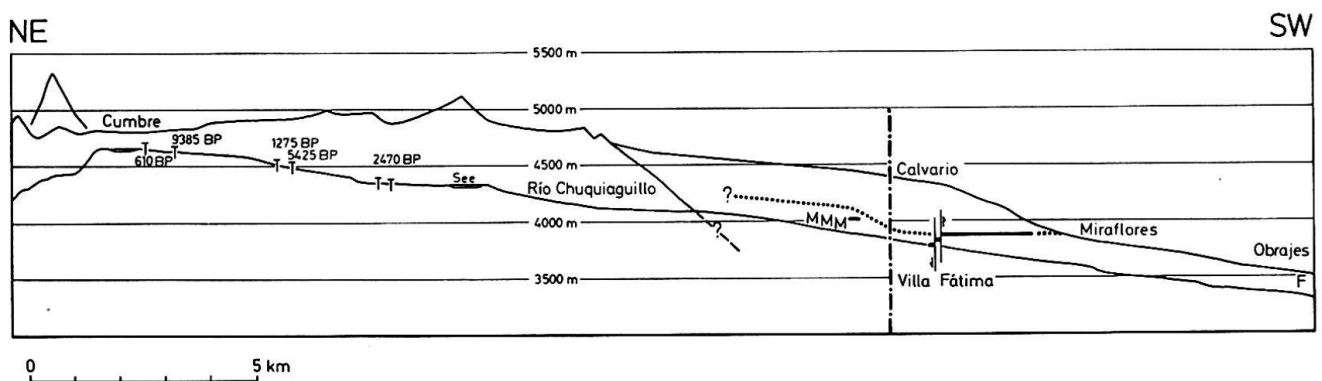 NE SW
5500 m
5000 m
Cumbre
9385 BP 1275 BP
610 BP 5425 BP 2470 BP
4500 m
See
Calvario
Río Chuquiaguillo
?
4000 m
MMM
?
Miraflores
Obrajes
3500 m
Villa Fátima
F
T T T T T T
0 5 km